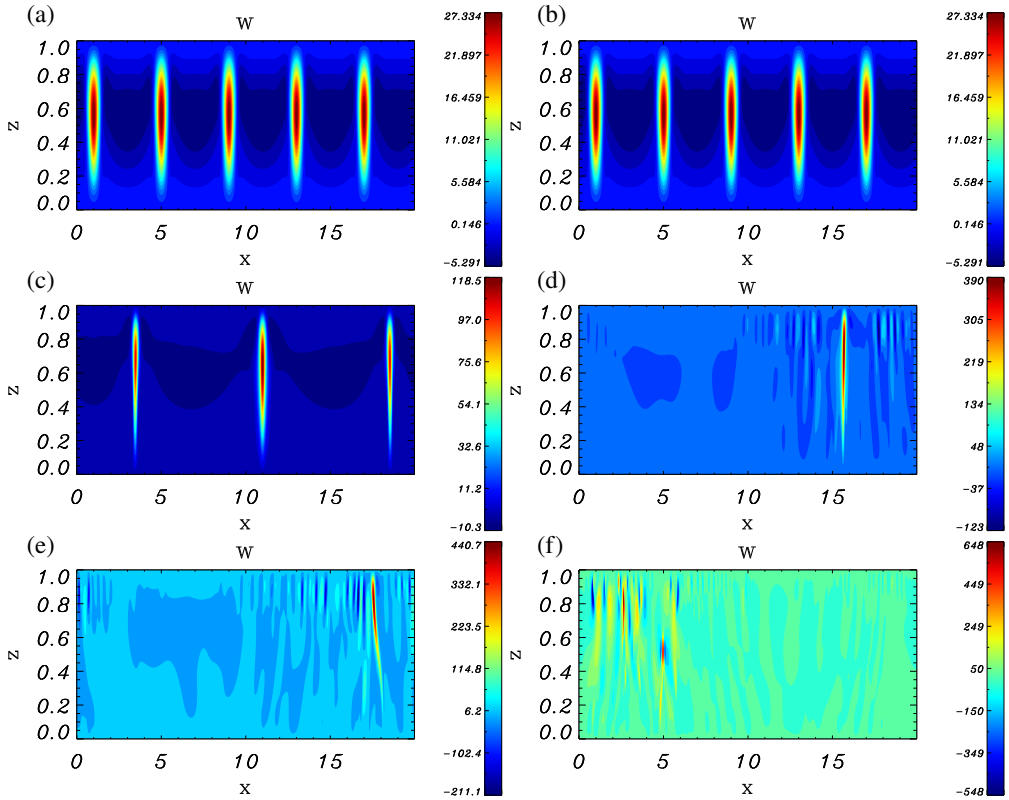 (a)
W
27.334
21.897
16.459
11.021
5.584
0.146
-5.291
1.0
0.8
0.6
0.4
0.2
0.0
z
0 5 10 15
x
(b)
W
27.334
21.897
16.459
11.021
5.584
0.146
-5.291
1.0
0.8
0.6
0.4
0.2
0.0
z
0 5 10 15
x
(c)
W
118.5
97.0
75.6
54.1
32.6
11.2
-10.3
1.0
0.8
0.6
0.4
0.2
0.0
z
0 5 10 15
x
(d)
W
390
305
219
134
48
-37
-123
1.0
0.8
0.6
0.4
0.2
0.0
z
0 5 10 15
x
(e)
W
440.7
332.1
223.5
114.8
6.2
-102.4
-211.1
1.0
0.8
0.6
0.4
0.2
0.0
z
0 5 10 15
x
(f)
W
648
449
249
50
-150
-349
-548
1.0
0.8
0.6
0.4
0.2
0.0
z
0 5 10 15
x